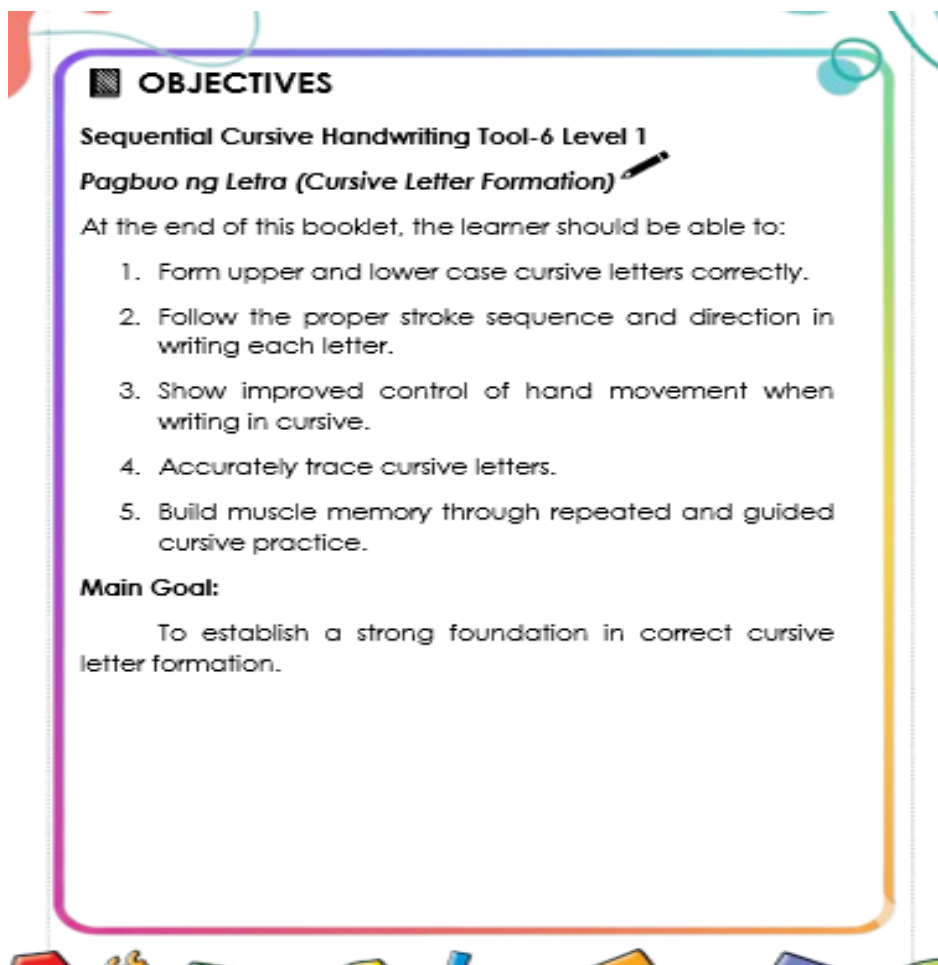 OBJECTIVES
Sequential Cursive Handwriting Tool-6 Level 1
Pagbuo ng Letra (Cursive Letter Formation)
At the end of this booklet, the learner should be able to:
1. Form upper and lower case cursive letters correctly.
2. Follow the proper stroke sequence and direction in
writing each letter.
3. Show improved control of hand movement when
writing in cursive.
4. Accurately trace cursive letters.
5. Build muscle memory through repeated and guided
cursive practice.
Main Goal:
To establish a strong foundation in correct cursive
letter formation.